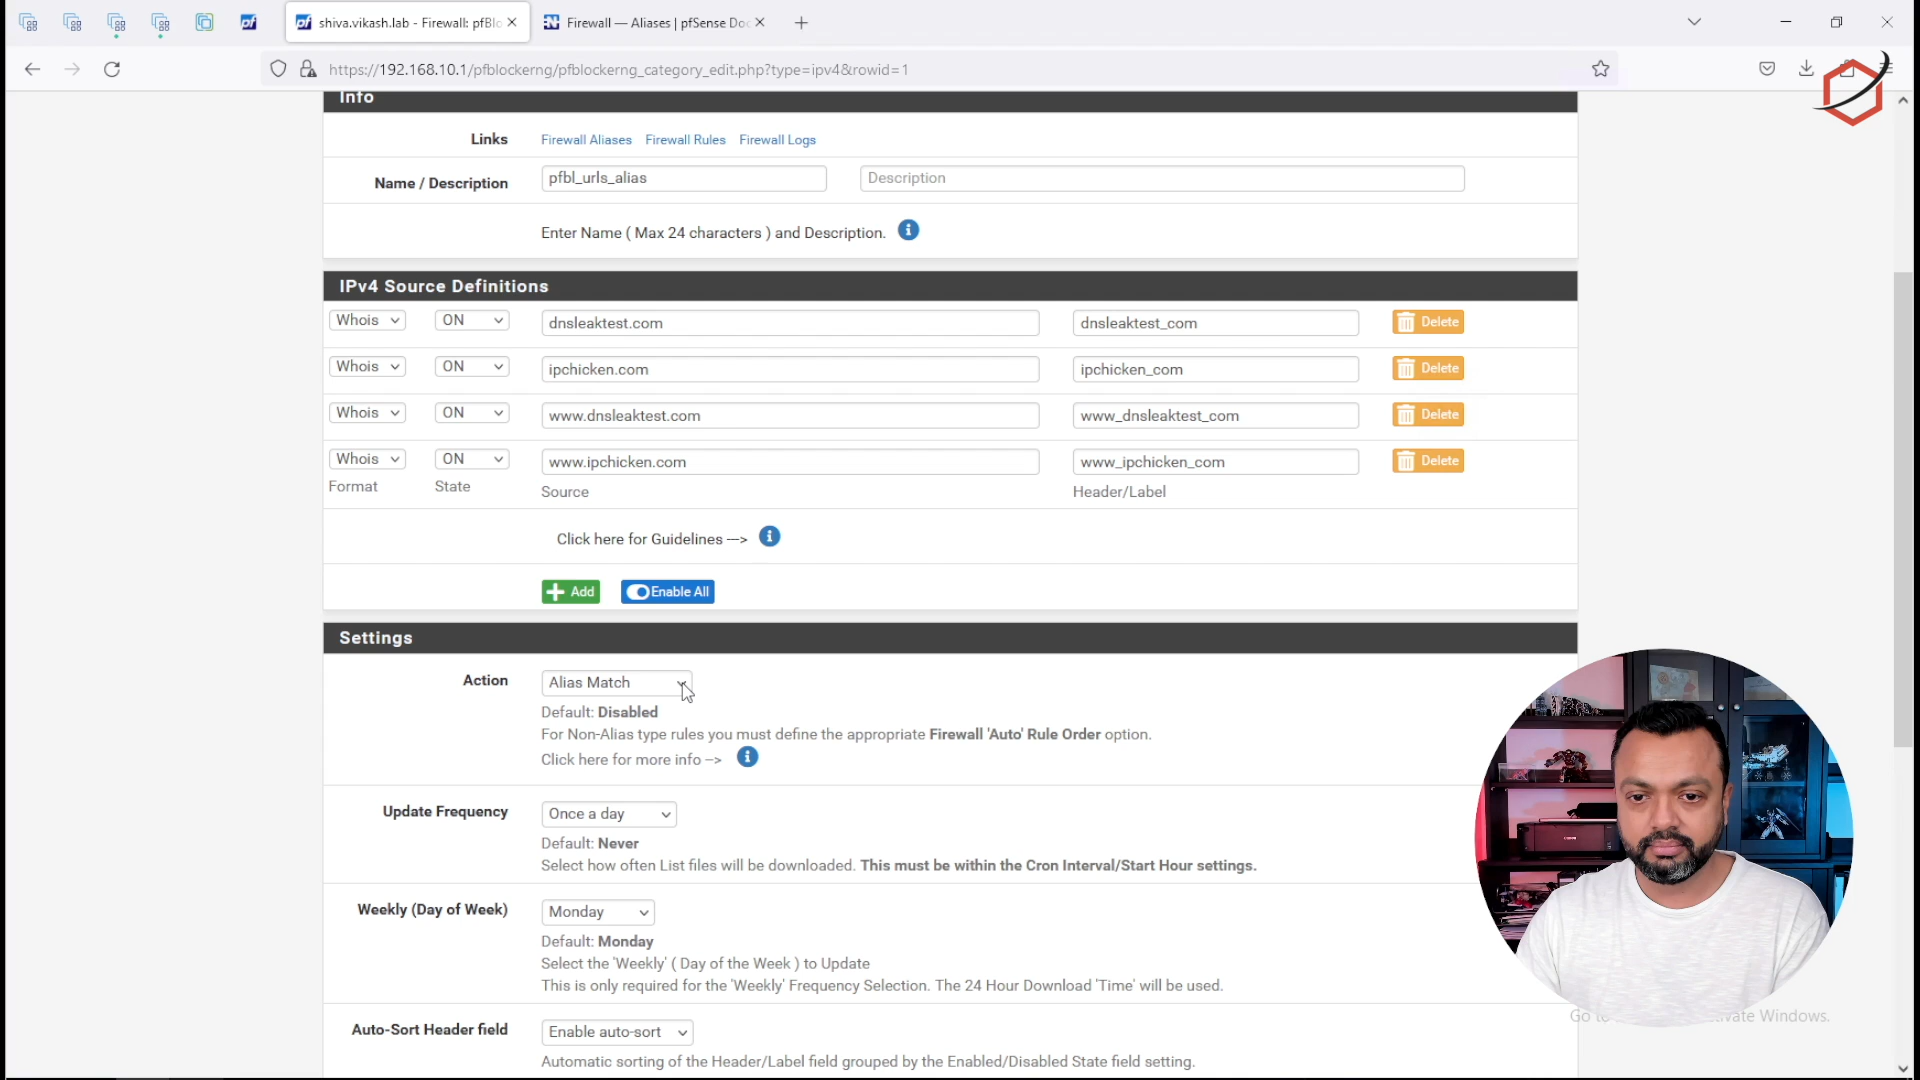 shiva.vikash.lab - Firewall: pfBlo
Firewall — Aliases | pfSense Doc
https://192.168.10.1/pfblockerng/pfblockerng_category_edit.php?type=ipv4&rowid=1
Info
Links Firewall Aliases Firewall Rules Firewall Logs
Name / Description pfbl_urls_alias Description
Enter Name ( Max 24 characters ) and Description.
IPv4 Source Definitions
Whois ON dnsleaktest.com dnsleaktest_com Delete
Whois ON ipchicken.com ipchicken_com Delete
Whois ON www.dnsleaktest.com www_dnsleaktest_com Delete
Whois ON www.ipchicken.com www_ipchicken_com Delete
Format State Source Header/Label
Click here for Guidelines --->
Add Enable All
Settings
Action Alias Match
Default: Disabled
For Non-Alias type rules you must define the appropriate Firewall 'Auto' Rule Order option.
Click here for more info -->
Update Frequency Once a day
Default: Never
Select how often List files will be downloaded. This must be within the Cron Interval/Start Hour settings.
Weekly (Day of Week) Monday
Default: Monday
Select the 'Weekly' ( Day of the Week ) to Update
This is only required for the 'Weekly' Frequency Selection. The 24 Hour Download 'Time' will be used.
Go to
Windows.
Auto-Sort Header field Enable auto-sort
Automatic sorting of the Header/Label field grouped by the Enabled/Disabled State field setting.